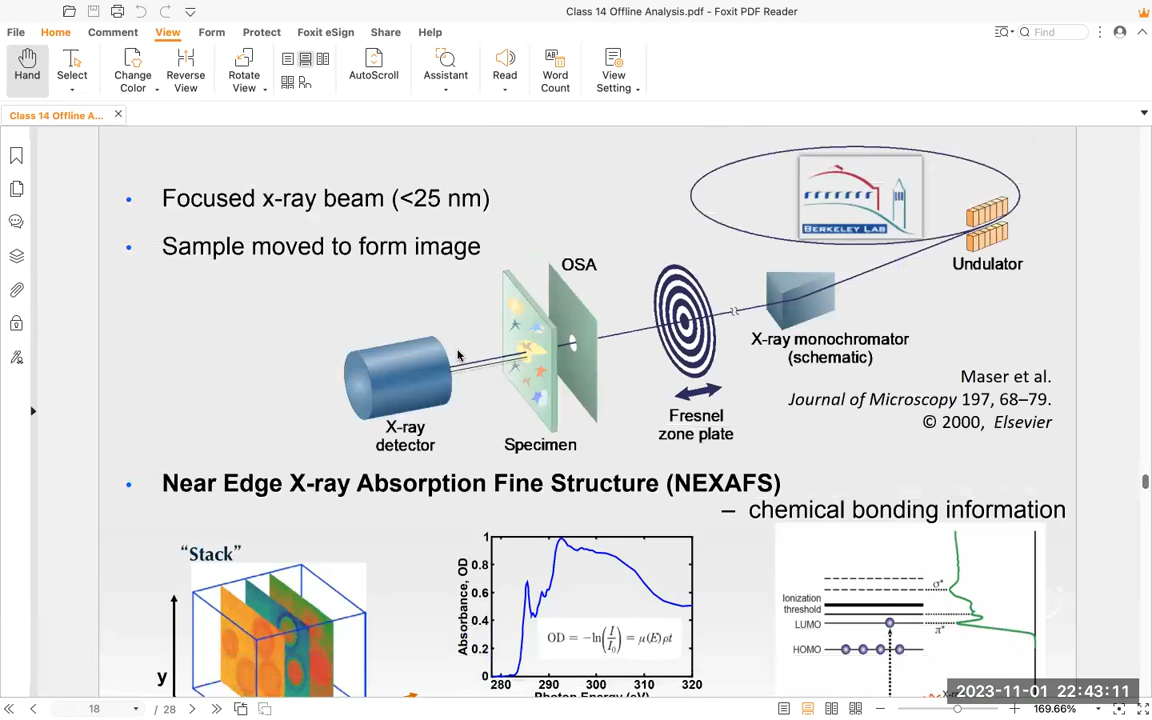 Class 14 Offline Analysis.pdf - Foxit PDF Reader
File Home Comment View Form Protect Foxit eSign Share Help
Find
Hand
Select
Change Color
Reverse View
Rotate View
AutoScroll
Assistant
Read
Word Count
View Setting
Class 14 Offline A...
• Focused x-ray beam (<25 nm)
• Sample moved to form image
BERKELEY LAB
Undulator
OSA
X-ray monochromator
(schematic)
Maser et al.
Journal of Microscopy 197, 68–79.
© 2000, Elsevier
Fresnel
zone plate
X-ray
detector
Specimen
• Near Edge X-ray Absorption Fine Structure (NEXAFS)
– chemical bonding information
"Stack"
y
Absorbance, OD
1
0.8
0.6
0.4
0.2
0
OD = −ln(I/I₀) = μ(E)ρt
280 290 300 310 320
Photon Energy (eV)
σ*
Ionization
threshold
LUMO
π*
HOMO
2023-11-01 22:43:11
18 / 28
169.66%